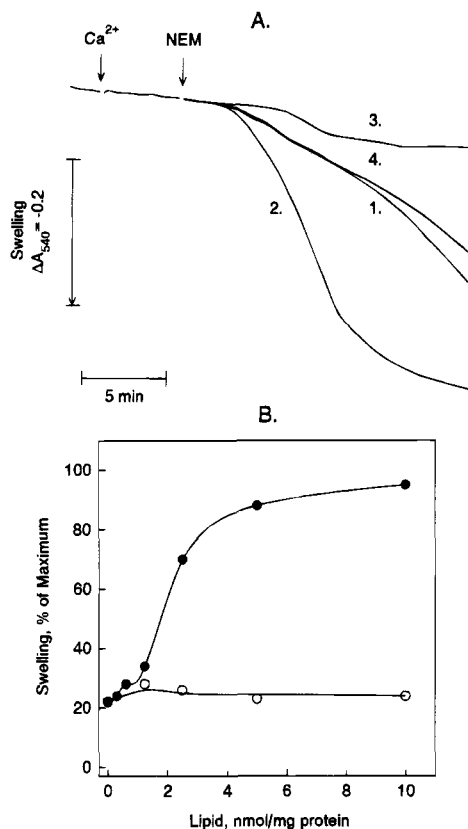 A.
Ca²⁺ NEM
3.
4.
2. 1.
Swelling
ΔA₅₄₀= -0.2
5 min
B.
Swelling, % of Maximum
100
80
60
40
20
0
0 2 4 6 8 10
Lipid, nmol/mg protein